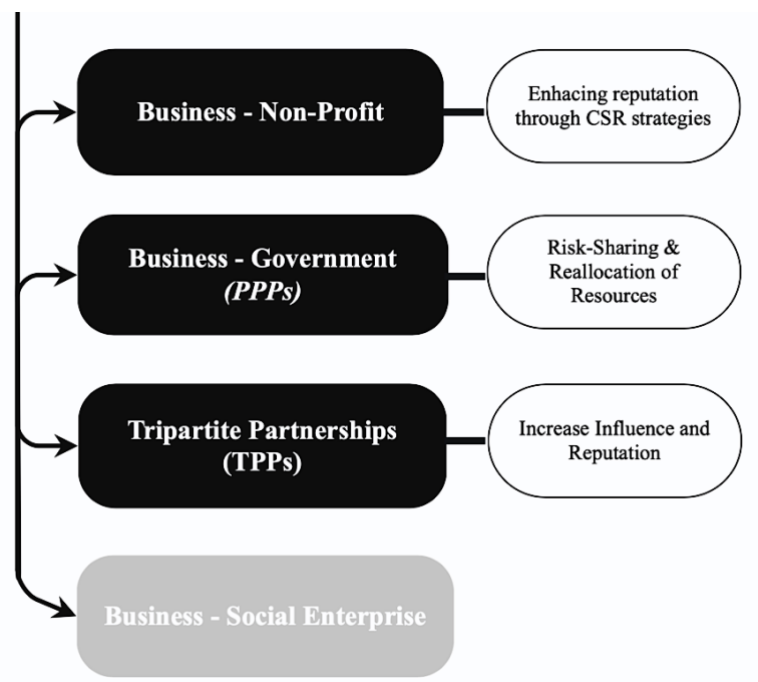 Business - Non-Profit
Enhacing reputation
through CSR strategies
Business - Government
(PPPs)
Risk-Sharing &
Reallocation of
Resources
Tripartite Partnerships
(TPPs)
Increase Influence and
Reputation
Business - Social Enterprise